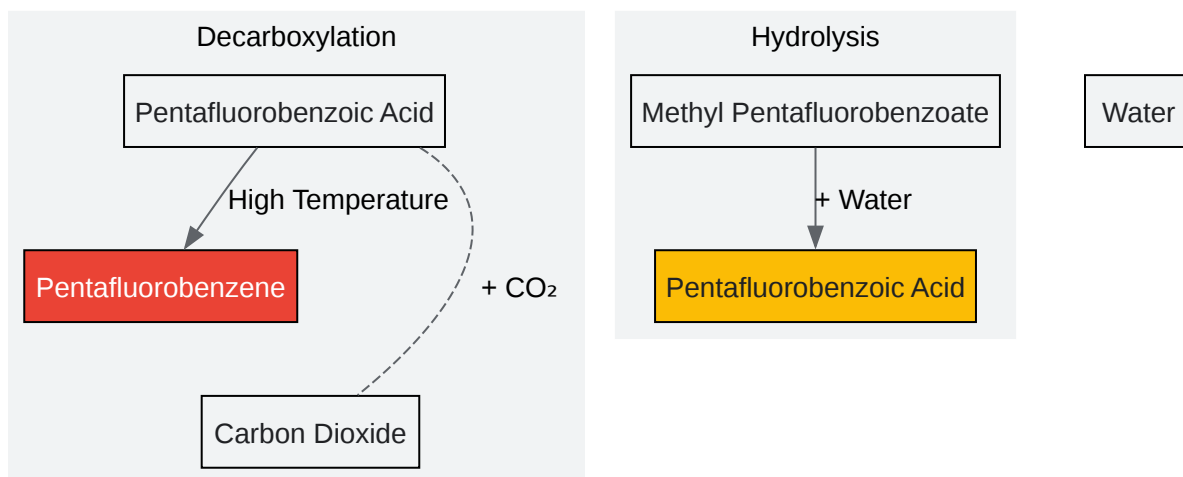 Decarboxylation
Pentafluorobenzoic Acid
High Temperature
Pentafluorobenzene
+ CO₂
Carbon Dioxide
Hydrolysis
Methyl Pentafluorobenzoate
+ Water
Pentafluorobenzoic Acid
Water